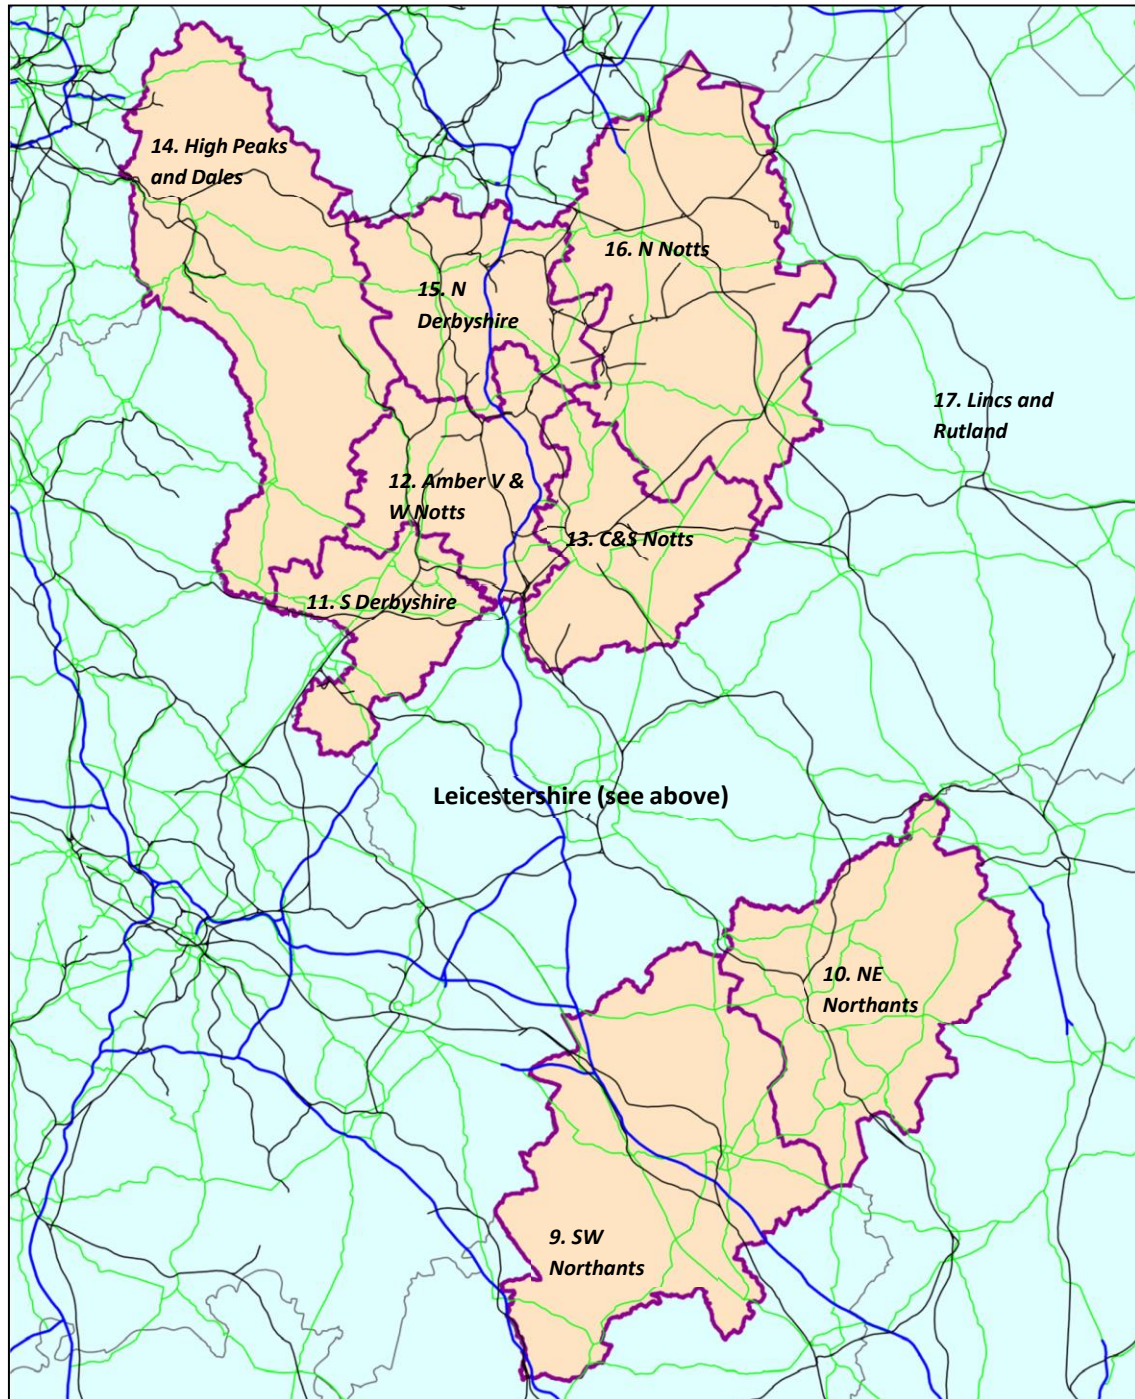 14. High Peaks
and Dales
16. N Notts
15. N
Derbyshire
17. Lincs and
Rutland
12. Amber V &
W Notts
13. C&S Notts
11. S Derbyshire
Leicestershire (see above)
10. NE
Northants
9. SW
Northants